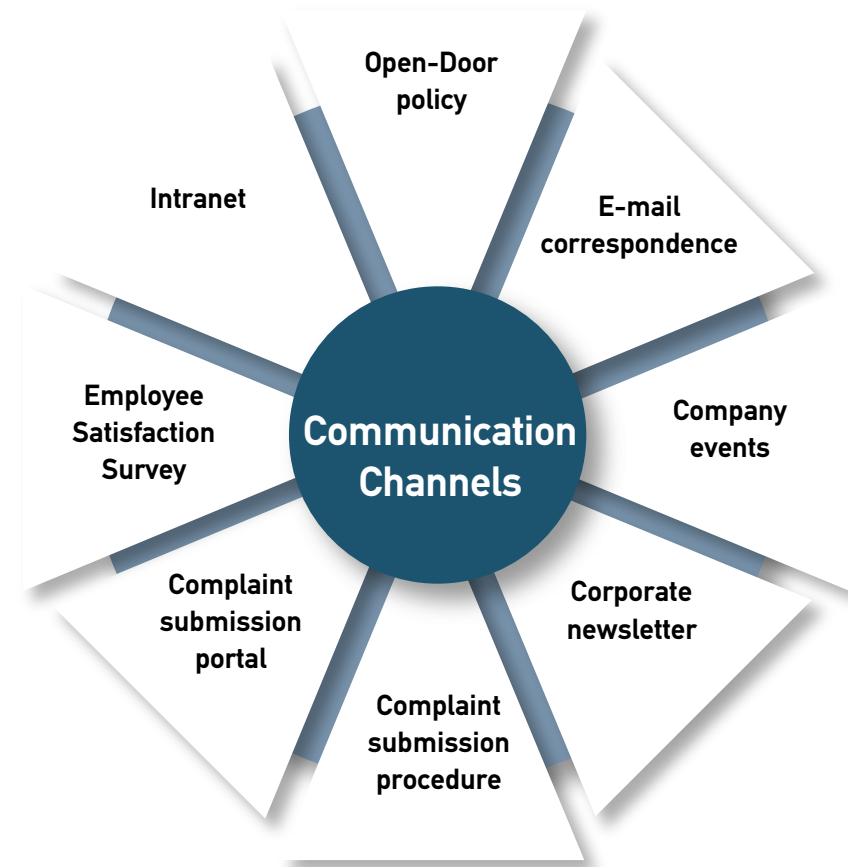 Open-Door
policy
E-mail
correspondence
Company
events
Corporate
newsletter
Complaint
submission
procedure
Complaint
submission
portal
Employee
Satisfaction
Survey
Intranet
Communication
Channels